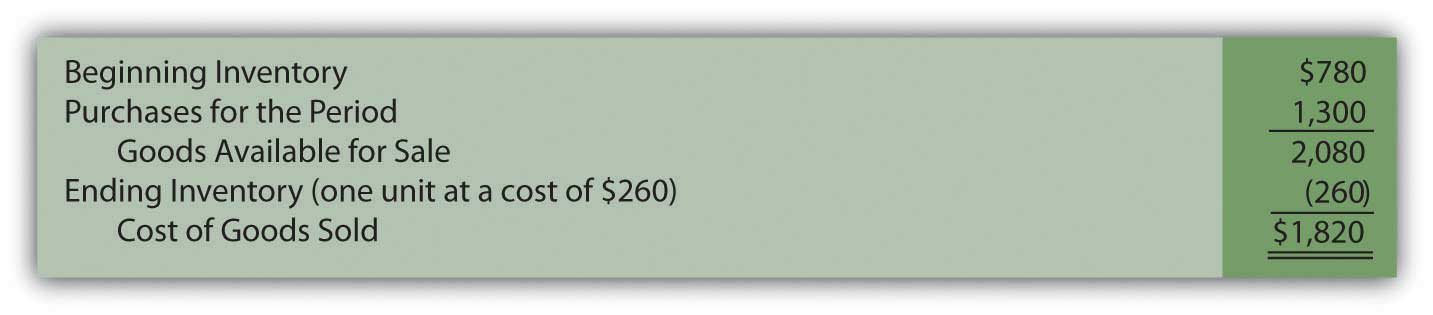 Beginning Inventory $780
Purchases for the Period 1,300
Goods Available for Sale 2,080
Ending Inventory (one unit at a cost of $260) (260)
Cost of Goods Sold $1,820